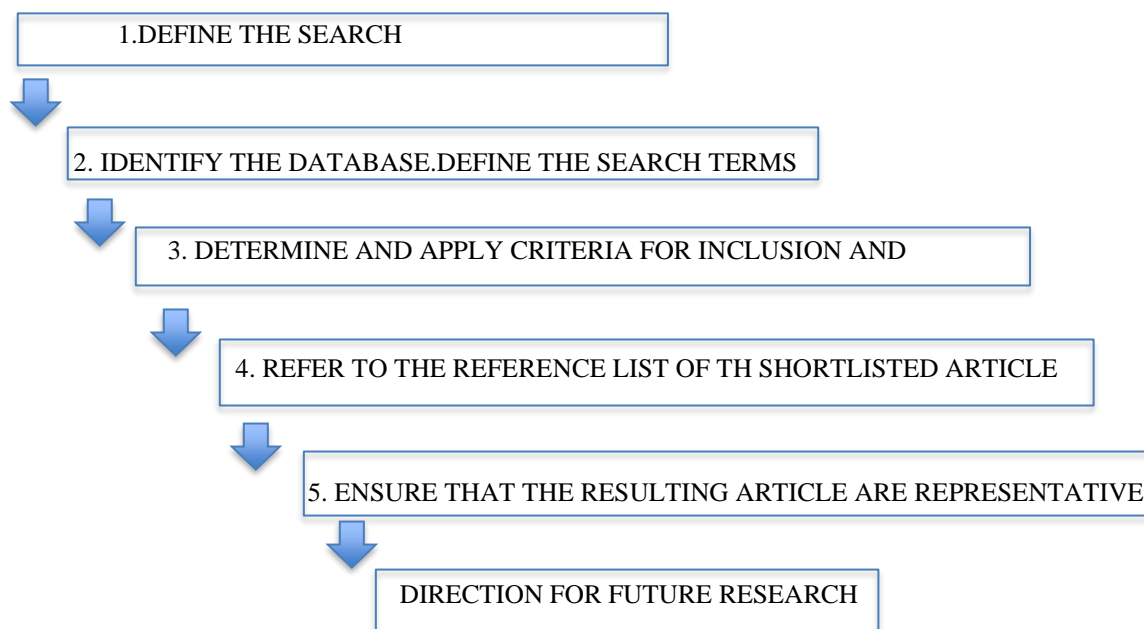 1.DEFINE THE SEARCH
2. IDENTIFY THE DATABASE.DEFINE THE SEARCH TERMS
3. DETERMINE AND APPLY CRITERIA FOR INCLUSION AND
4. REFER TO THE REFERENCE LIST OF TH SHORTLISTED ARTICLE
5. ENSURE THAT THE RESULTING ARTICLE ARE REPRESENTATIVE
DIRECTION FOR FUTURE RESEARCH